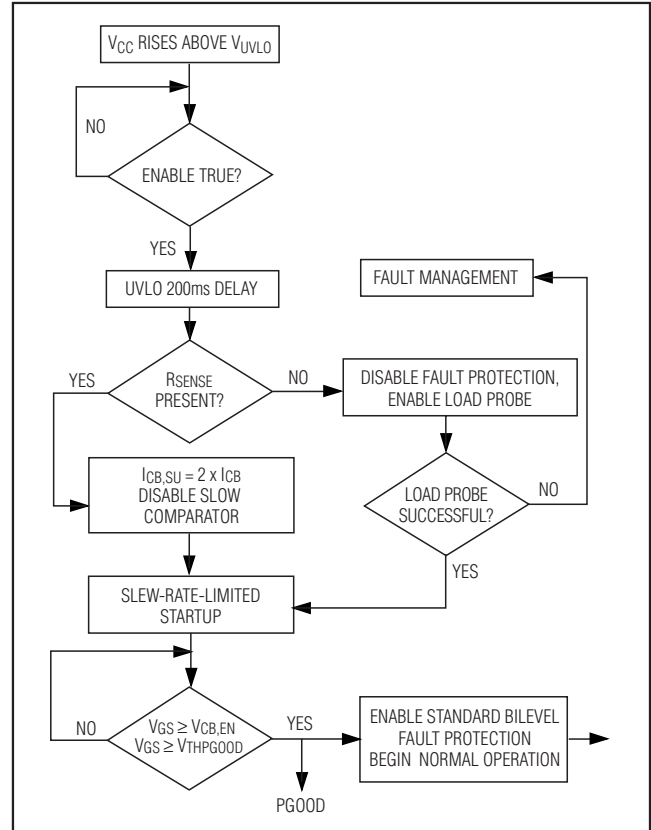 VCC RISES ABOVE VUVLO
NO
ENABLE TRUE?
YES
UVLO 200ms DELAY
FAULT MANAGEMENT
YES
RSENSE
PRESENT?
NO
DISABLE FAULT PROTECTION,
ENABLE LOAD PROBE
ICB,SU = 2 x ICB
DISABLE SLOW
COMPARATOR
LOAD PROBE
SUCCESSFUL?
NO
YES
SLEW-RATE-LIMITED
STARTUP
NO
VGS ≥ VCB,EN
VGS ≥ VTHPGOOD
YES
ENABLE STANDARD BILEVEL
FAULT PROTECTION
BEGIN NORMAL OPERATION
PGOOD